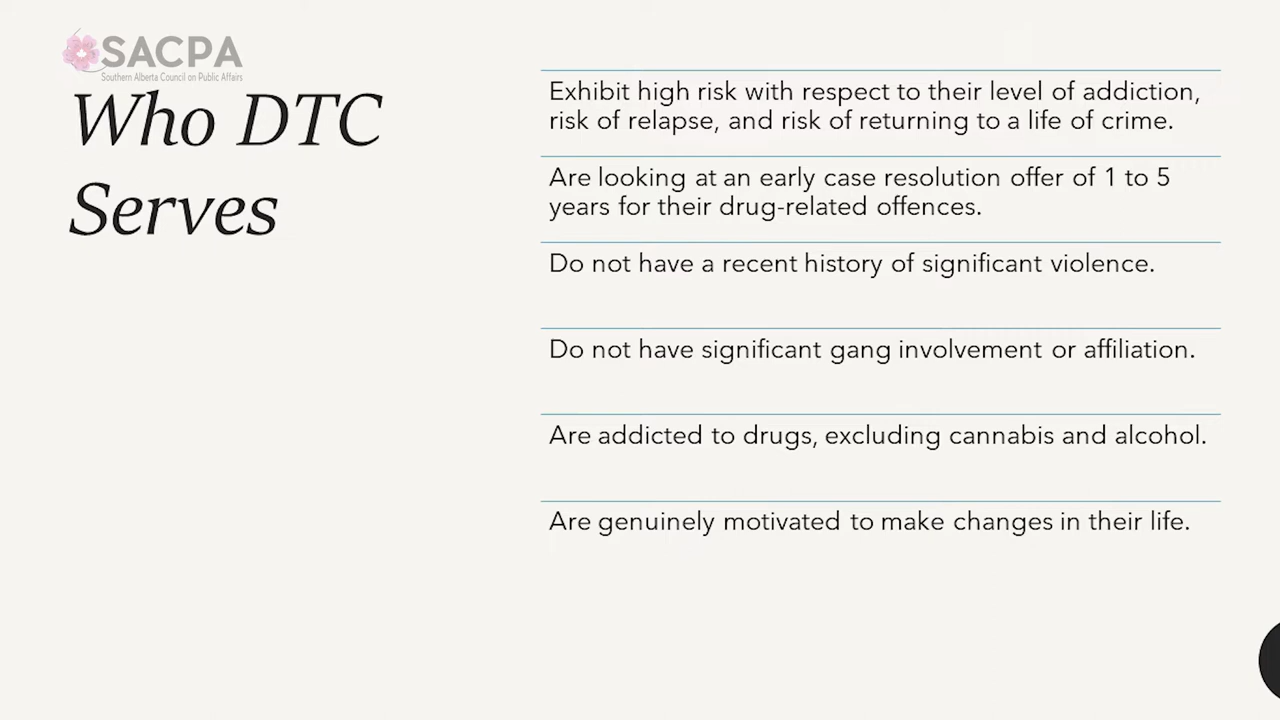 SACPA
Southern Alberta Council on Public Affairs
Who DTC
Serves
Exhibit high risk with respect to their level of addiction,
risk of relapse, and risk of returning to a life of crime.
Are looking at an early case resolution offer of 1 to 5
years for their drug-related offences.
Do not have a recent history of significant violence.
Do not have significant gang involvement or affiliation.
Are addicted to drugs, excluding cannabis and alcohol.
Are genuinely motivated to make changes in their life.